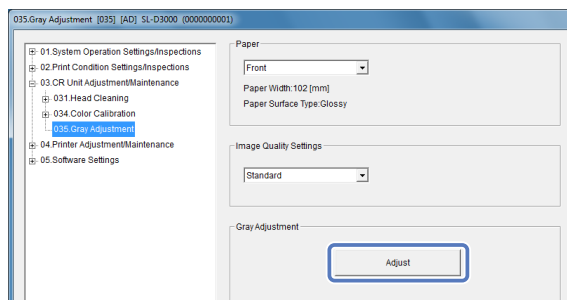 035.Gray Adjustment [035] [AD] SL-D3000 (0000000001)
01.System Operation Settings/Inspections
02.Print Condition Settings/Inspections
03.CR Unit Adjustment/Maintenance
031.Head Cleaning
034.Color Calibration
035.Gray Adjustment
04.Printer Adjustment/Maintenance
05.Software Settings
Paper
Front
Paper Width:102 [mm]
Paper Surface Type:Glossy
Image Quality Settings
Standard
Gray Adjustment
Adjust